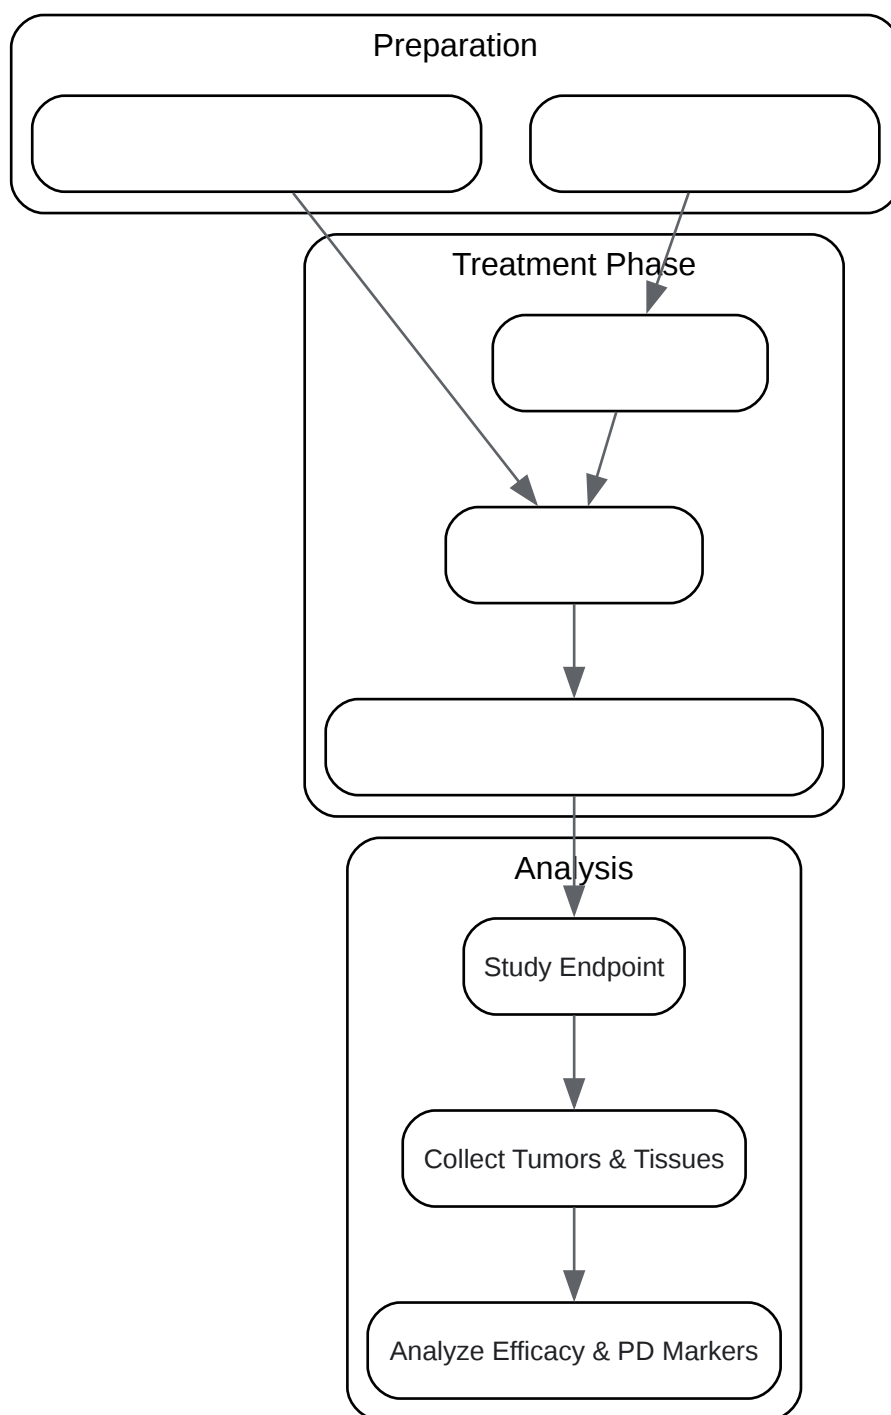 Preparation
Treatment Phase
Analysis
Study Endpoint
Collect Tumors & Tissues
Analyze Efficacy & PD Markers